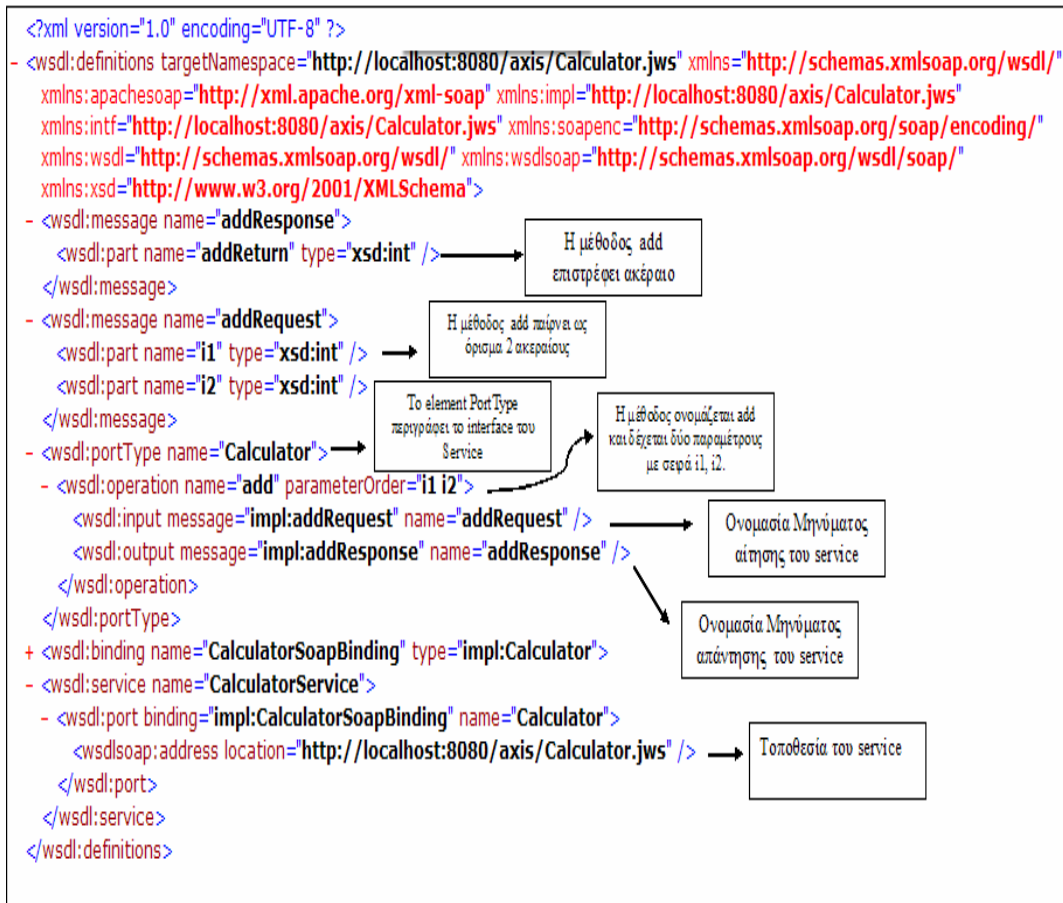 <?xml version="1.0" encoding="UTF-8" ?>
- <wsdl:definitions targetNamespace="http://localhost:8080/axis/Calculator.jws" xmlns="http://schemas.xmlsoap.org/wsdl/"
xmlns:apachesoap="http://xml.apache.org/xml-soap" xmlns:impl="http://localhost:8080/axis/Calculator.jws"
xmlns:intf="http://localhost:8080/axis/Calculator.jws" xmlns:soapenc="http://schemas.xmlsoap.org/soap/encoding/"
xmlns:wsdl="http://schemas.xmlsoap.org/wsdl/" xmlns:wsdlsoap="http://schemas.xmlsoap.org/wsdl/soap/"
xmlns:xsd="http://www.w3.org/2001/XMLSchema">
- <wsdl:message name="addResponse">
<wsdl:part name="addReturn" type="xsd:int" />
Η μέθοδος add
επιστρέφει ακέραιο
</wsdl:message>
- <wsdl:message name="addRequest">
<wsdl:part name="i1" type="xsd:int" />
Η μέθοδος add παίρνει ως
όρισμα 2 ακεραίους
<wsdl:part name="i2" type="xsd:int" />
</wsdl:message>
- <wsdl:portType name="Calculator">
Το element PortType
περιγράφει το interface του
Service
- <wsdl:operation name="add" parameterOrder="i1 i2">
Η μέθοδος ονομάζεται add
και δέχεται δύο παραμέτρους
με σειρά i1, i2.
<wsdl:input message="impl:addRequest" name="addRequest" />
Ονομασία Μηνύματος
αίτησης του service
<wsdl:output message="impl:addResponse" name="addResponse" />
Ονομασία Μηνύματος
απάντησης του service
</wsdl:operation>
</wsdl:portType>
+ <wsdl:binding name="CalculatorSoapBinding" type="impl:Calculator">
- <wsdl:service name="CalculatorService">
- <wsdl:port binding="impl:CalculatorSoapBinding" name="Calculator">
<wsdlsoap:address location="http://localhost:8080/axis/Calculator.jws" />
Τοποθεσία του service
</wsdl:port>
</wsdl:service>
</wsdl:definitions>